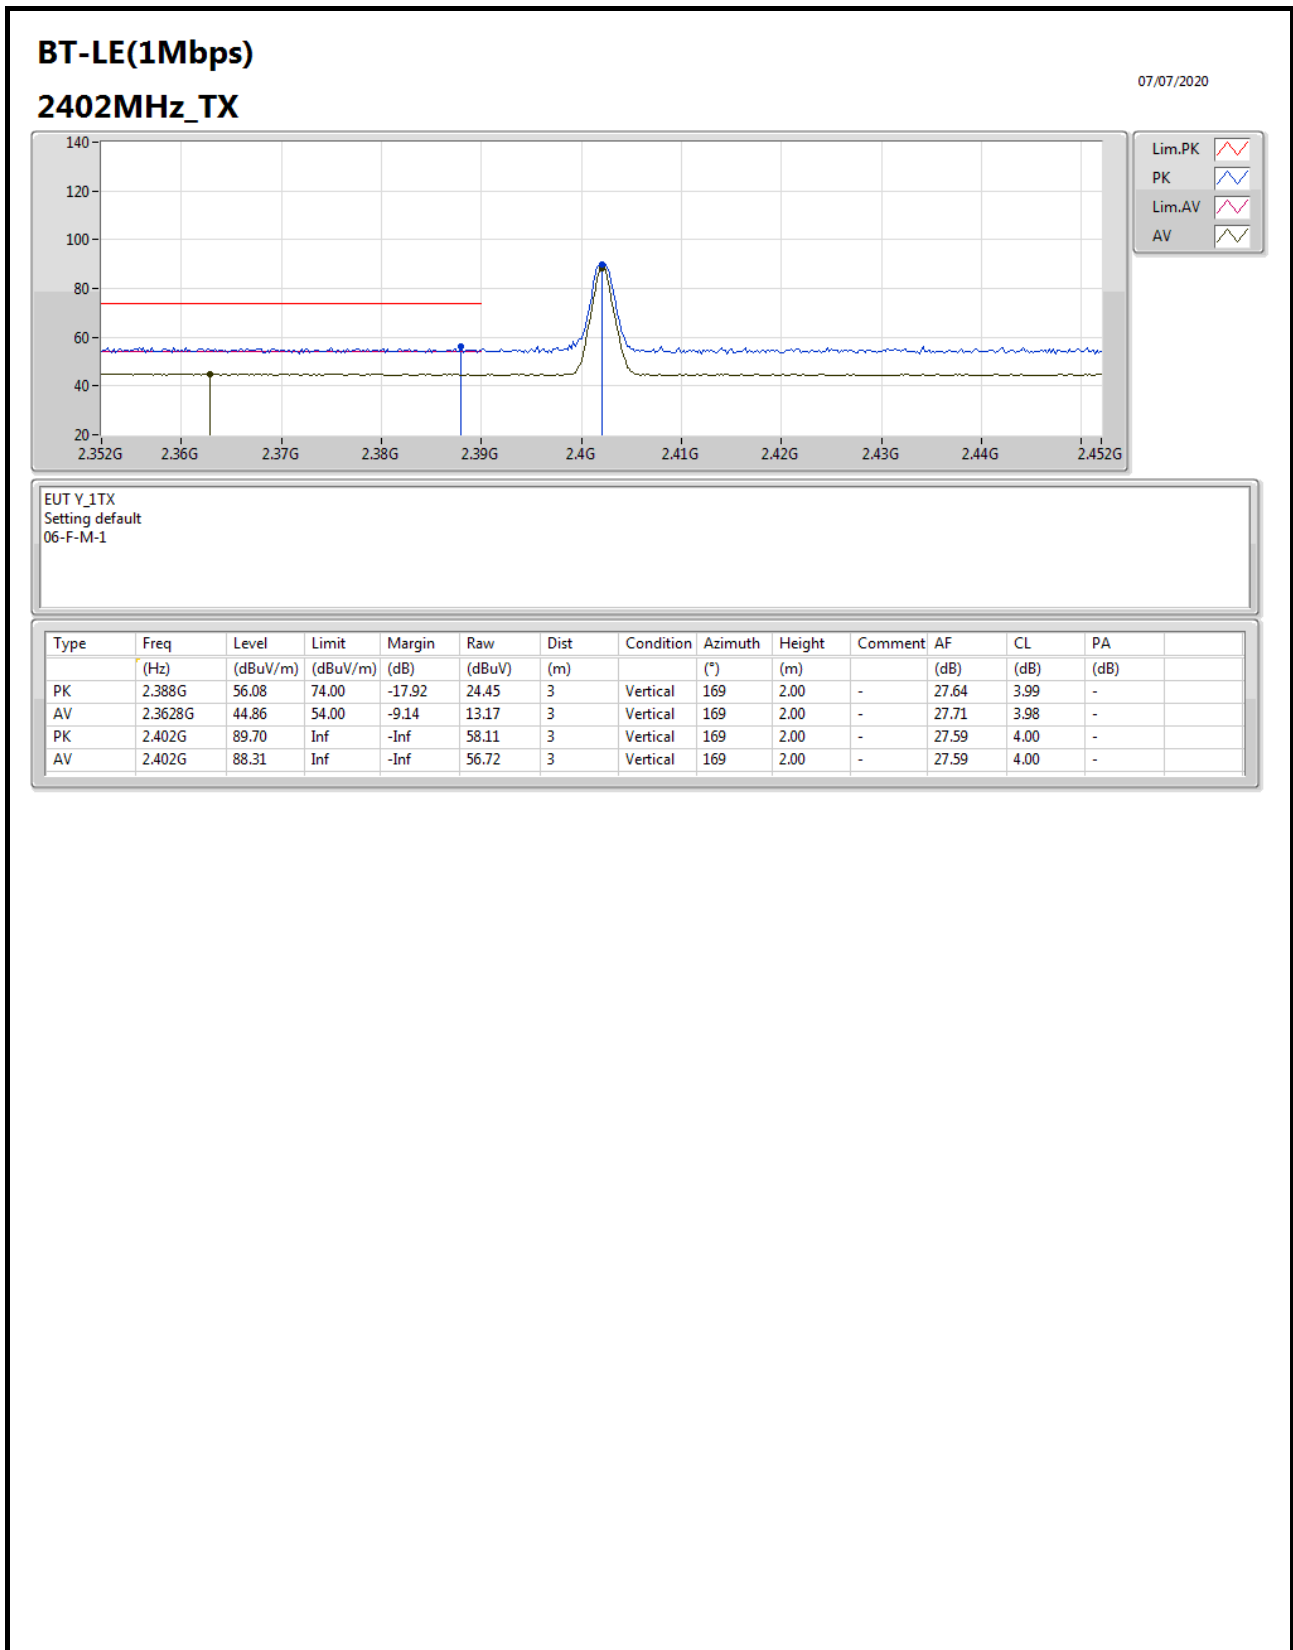 BT-LE(1Mbps)
07/07/2020
2402MHz_TX
140
120
100
80
60
40
20
2.352G 2.36G 2.37G 2.38G 2.39G 2.4G 2.41G 2.42G 2.43G 2.44G 2.452G
Lim.PK
PK
Lim.AV
AV
EUT Y_1TX
Setting default
06-F-M-1
Type Freq Level Limit Margin Raw Dist Condition Azimuth Height Comment AF CL PA
(Hz) (dBuV/m) (dBuV/m) (dB) (dBuV) (m) (°) (m) (dB) (dB) (dB)
PK 2.388G 56.08 74.00 -17.92 24.45 3 Vertical 169 2.00 - 27.64 3.99 -
AV 2.3628G 44.86 54.00 -9.14 13.17 3 Vertical 169 2.00 - 27.71 3.98 -
PK 2.402G 89.70 Inf -Inf 58.11 3 Vertical 169 2.00 - 27.59 4.00 -
AV 2.402G 88.31 Inf -Inf 56.72 3 Vertical 169 2.00 - 27.59 4.00 -